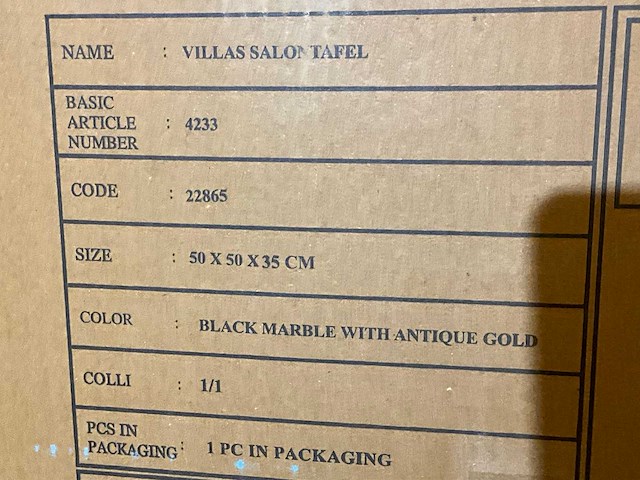 NAME : VILLAS SALON TAFEL
BASIC
ARTICLE : 4233
NUMBER
CODE : 22865
SIZE : 50 X 50 X 35 CM
COLOR : BLACK MARBLE WITH ANTIQUE GOLD
COLLI : 1/1
PCS IN
PACKAGING : 1 PC IN PACKAGING